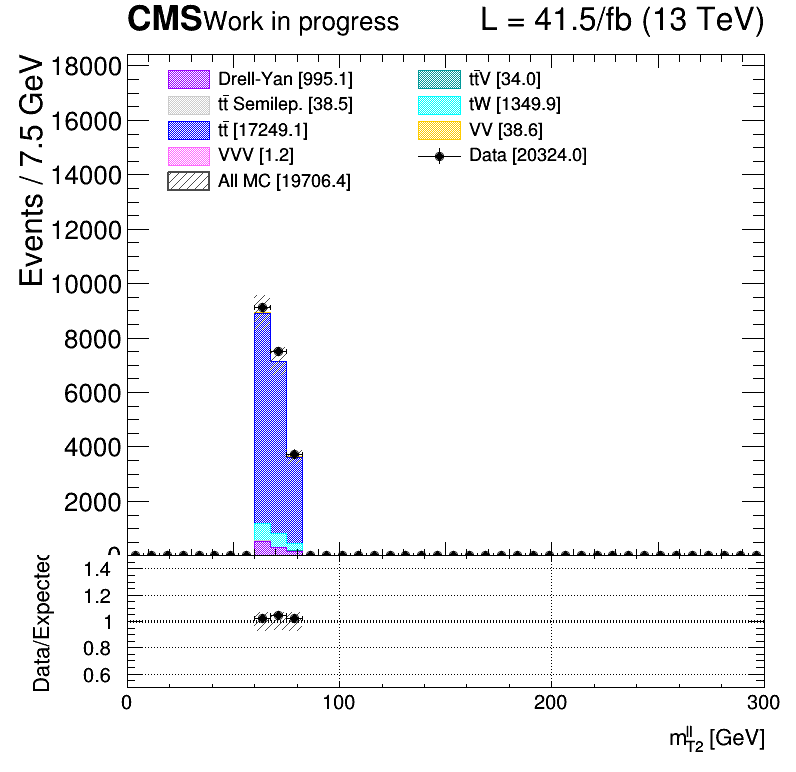 CMS Work in progress L = 41.5/fb (13 TeV)
Events / 7.5 GeV
18000
16000
14000
12000
10000
8000
6000
4000
2000
0
Drell-Yan [995.1]
tt̄ Semilep. [38.5]
tt̄ [17249.1]
VVV [1.2]
All MC [19706.4]
tt̄V [34.0]
tW [1349.9]
VV [38.6]
Data [20324.0]
Data/Expected
1.4
1.2
1
0.8
0.6
0 100 200 300
m_{T2}^{ll} [GeV]